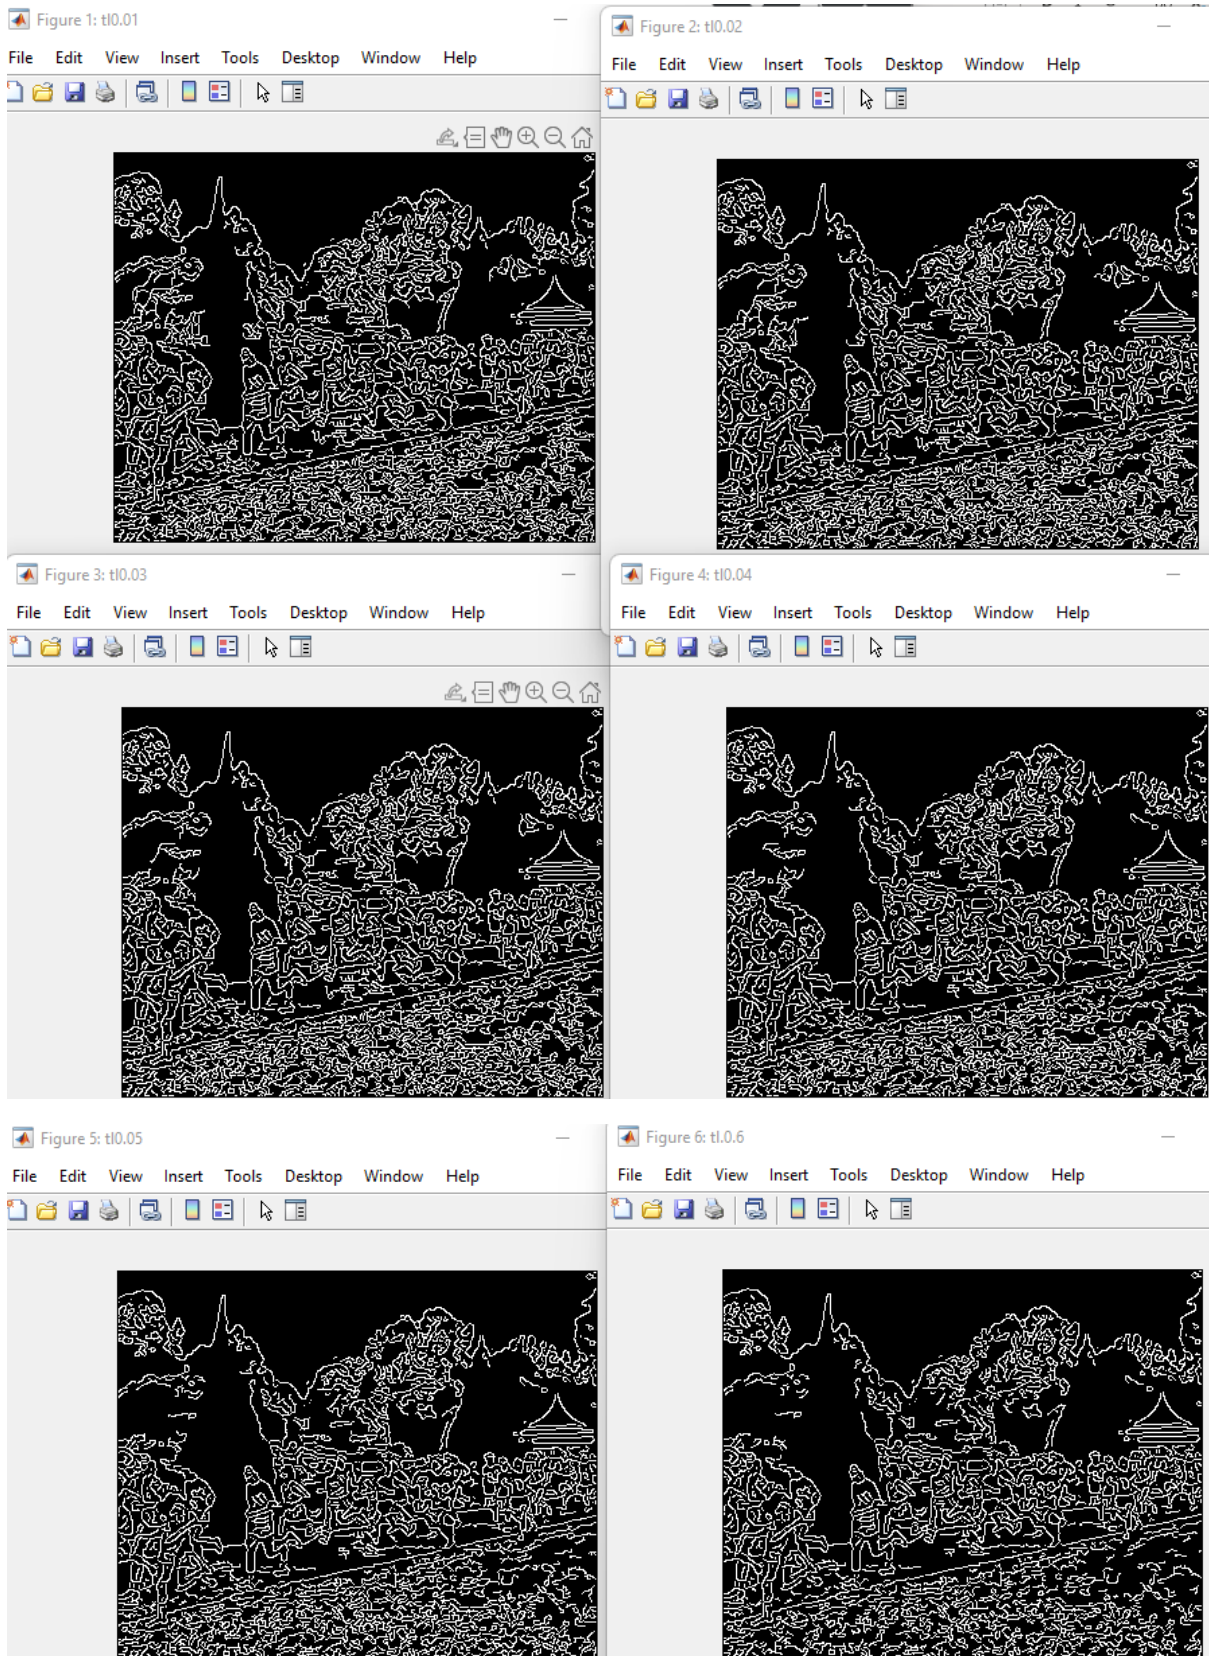 Figure 1: tl0.01
File Edit View Insert Tools Desktop Window Help
Figure 2: tl0.02
File Edit View Insert Tools Desktop Window Help
Figure 3: tl0.03
File Edit View Insert Tools Desktop Window Help
Figure 4: tl0.04
File Edit View Insert Tools Desktop Window Help
Figure 5: tl0.05
File Edit View Insert Tools Desktop Window Help
Figure 6: tl.0.6
File Edit View Insert Tools Desktop Window Help